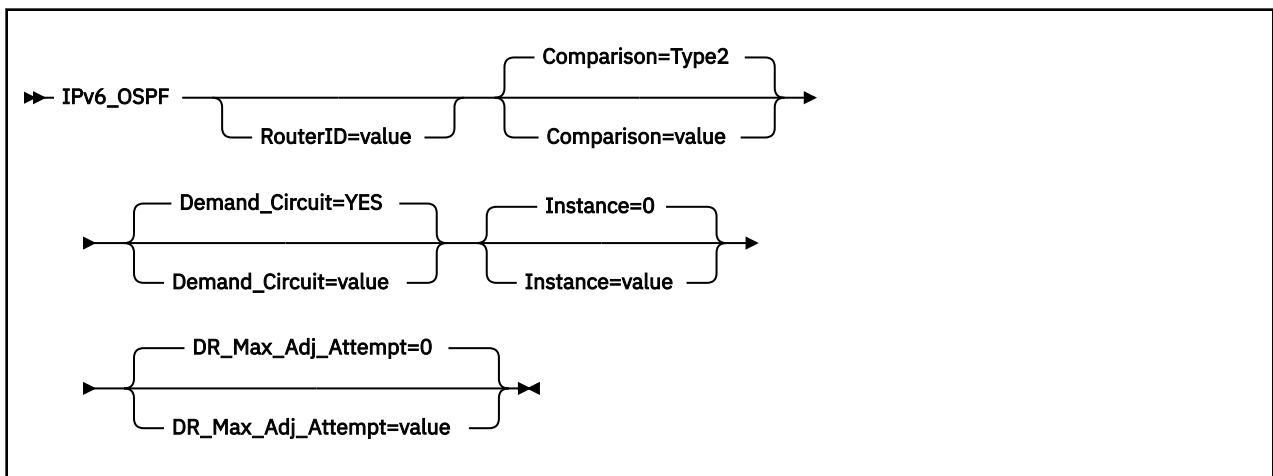 Comparison=Type2
IPv6_OSPF
RouterID=value
Comparison=value
Demand_Circuit=YES
Instance=0
Demand_Circuit=value
Instance=value
DR_Max_Adj_Attempt=0
DR_Max_Adj_Attempt=value